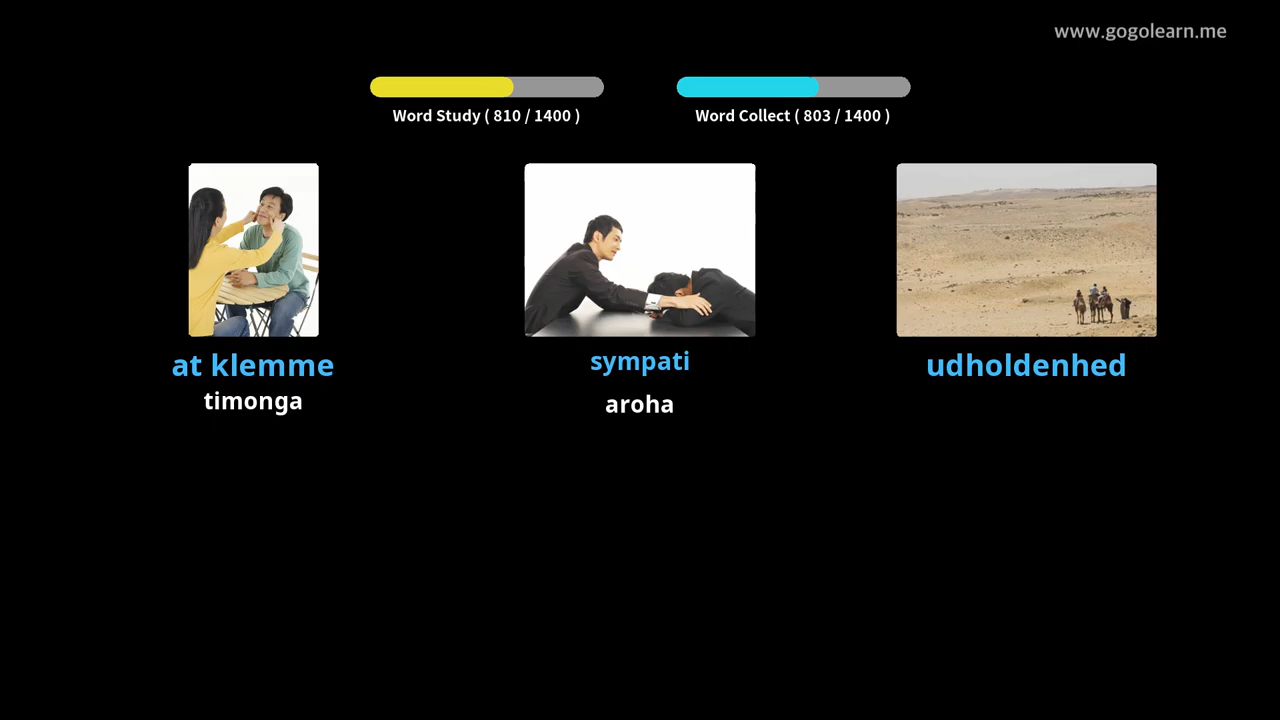 www.gogolearn.me
Word Study ( 810 / 1400 )
Word Collect ( 803 / 1400 )
at klemme
timonga
sympati
aroha
udholdenhed